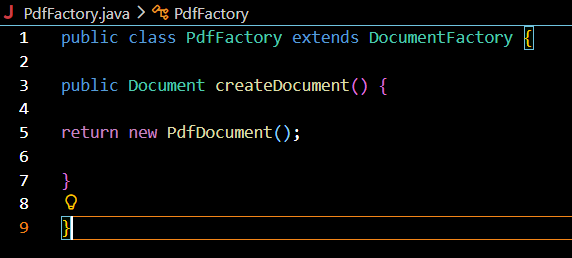 J PdfFactory.java > PdfFactory
1 public class PdfFactory extends DocumentFactory {
2
3 public Document createDocument() {
4
5 return new PdfDocument();
6
7 }
8
9 }